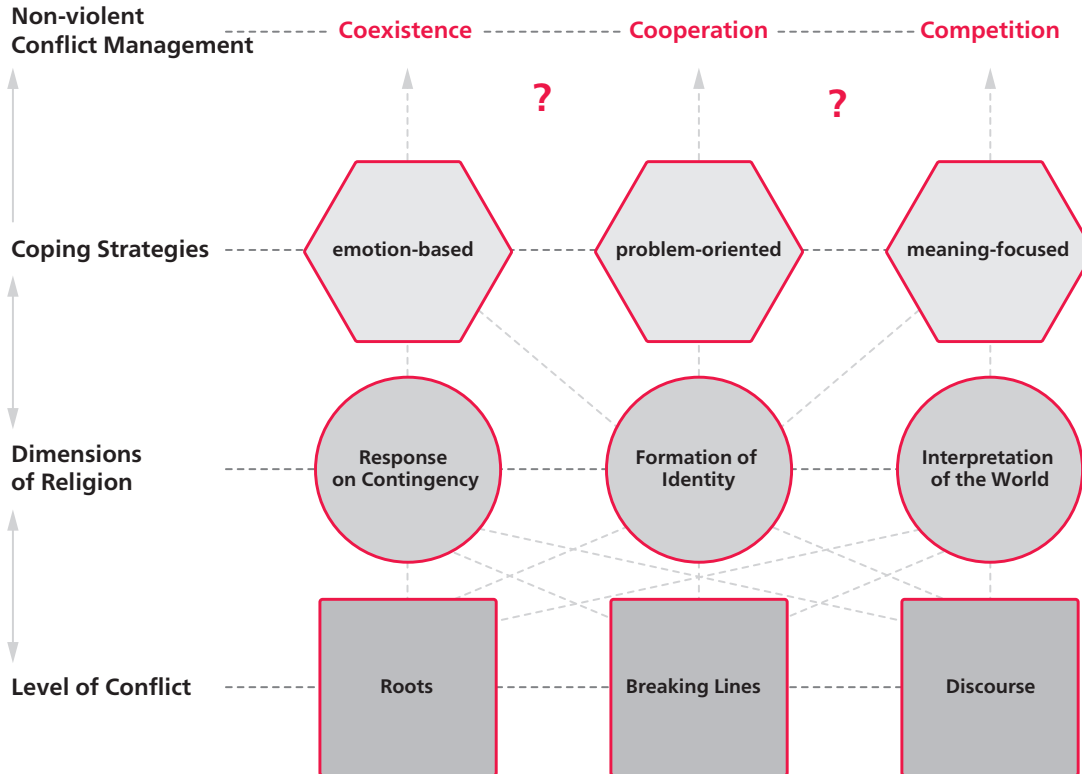 Non-violent
Conflict Management
Coexistence
Cooperation
Competition
?
?
Coping Strategies
emotion-based
problem-oriented
meaning-focused
Dimensions
of Religion
Response
on Contingency
Formation of
Identity
Interpretation
of the World
Level of Conflict
Roots
Breaking Lines
Discourse